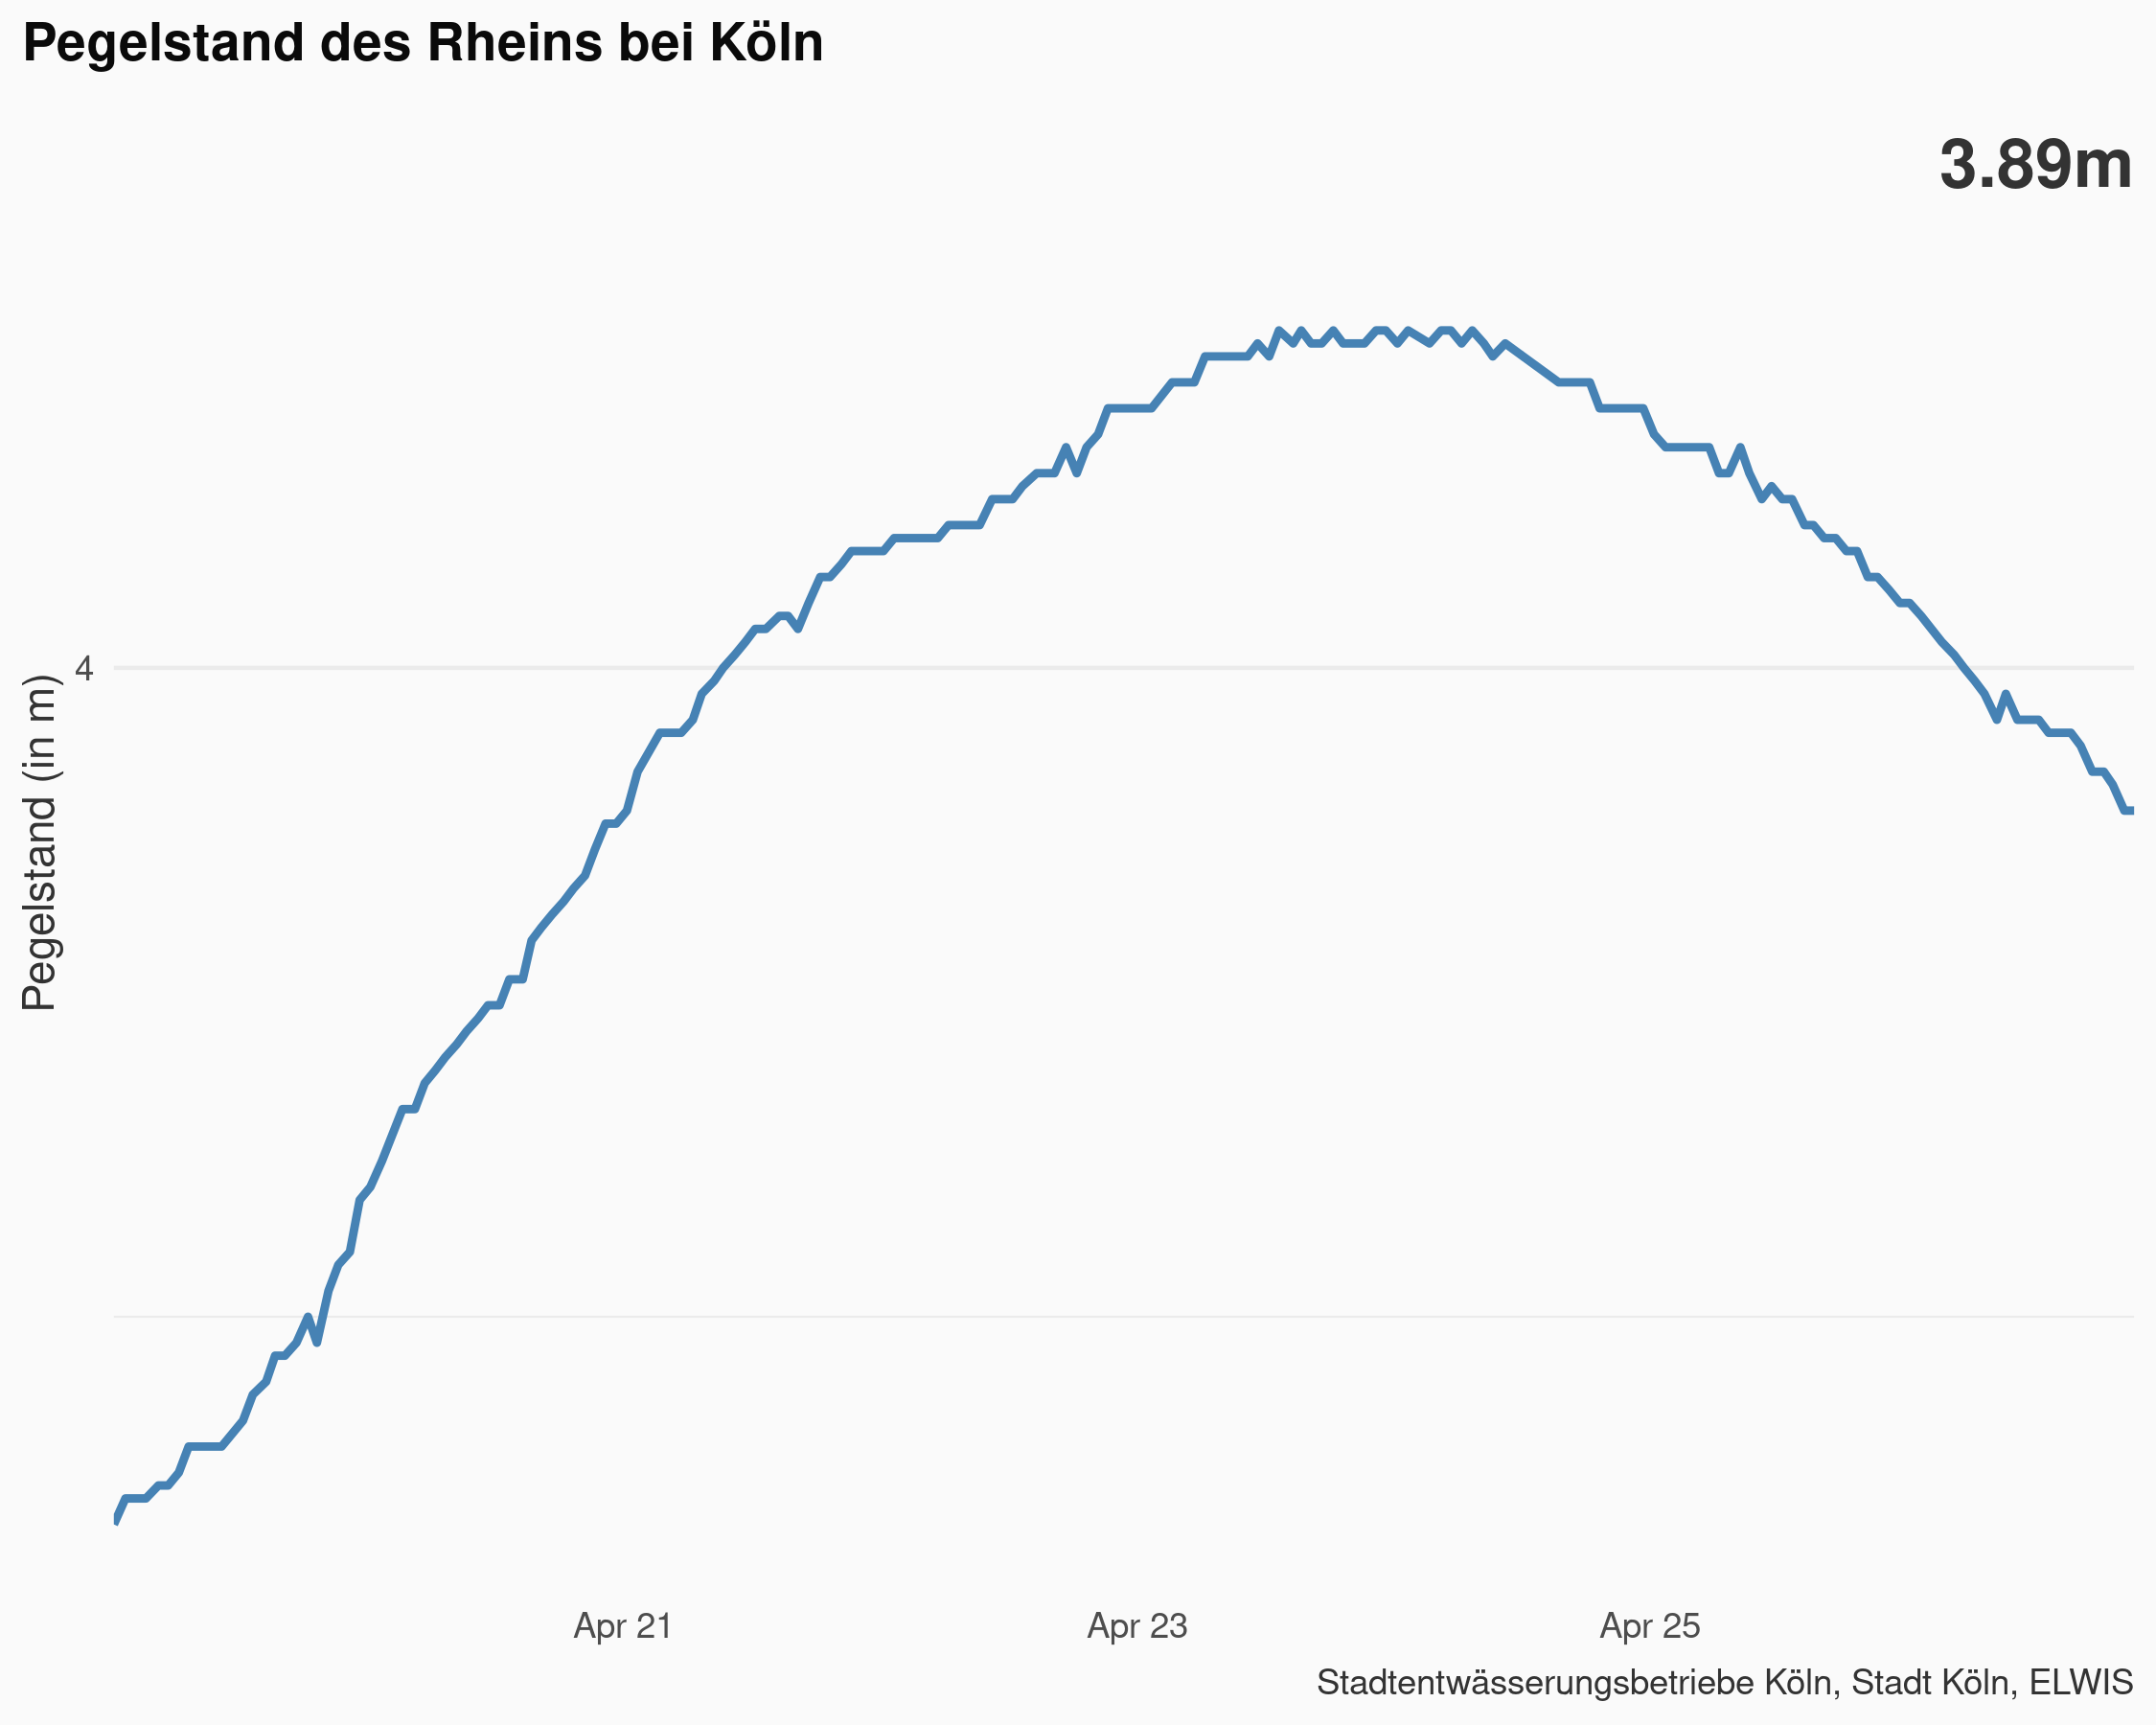 Pegelstand des Rheins bei Köln
3.89m
Pegelstand (in m)
4
Apr 21
Apr 23
Apr 25
Stadtentwässerungsbetriebe Köln, Stadt Köln, ELWIS